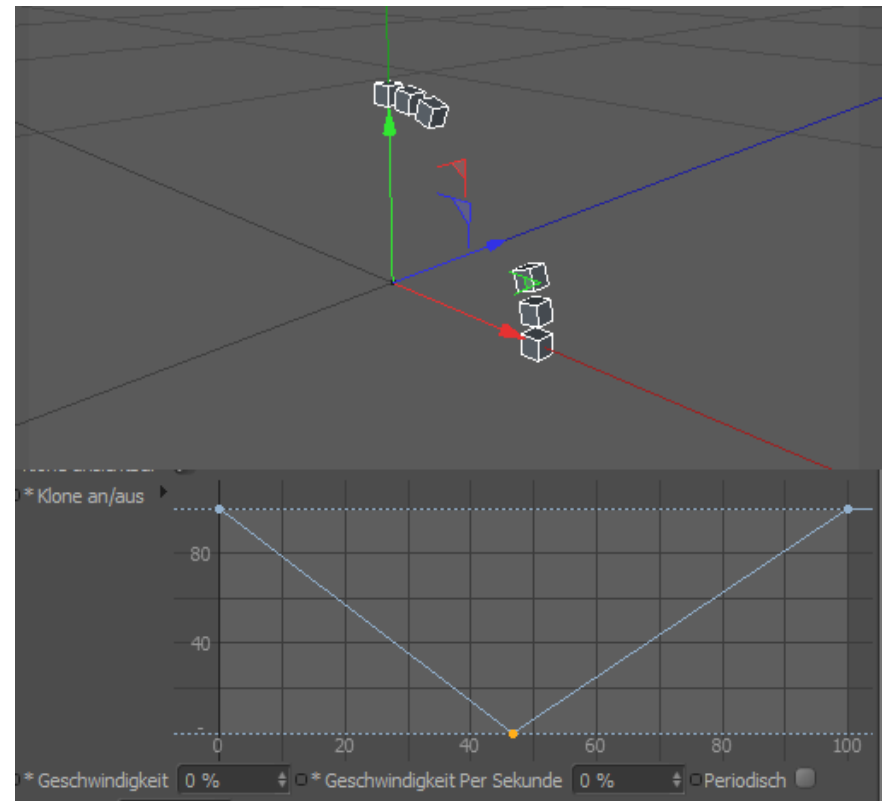 * Klone an/aus
80
40
0 20 40 60 80 100
* Geschwindigkeit 0 % * Geschwindigkeit Per Sekunde 0 % Periodisch